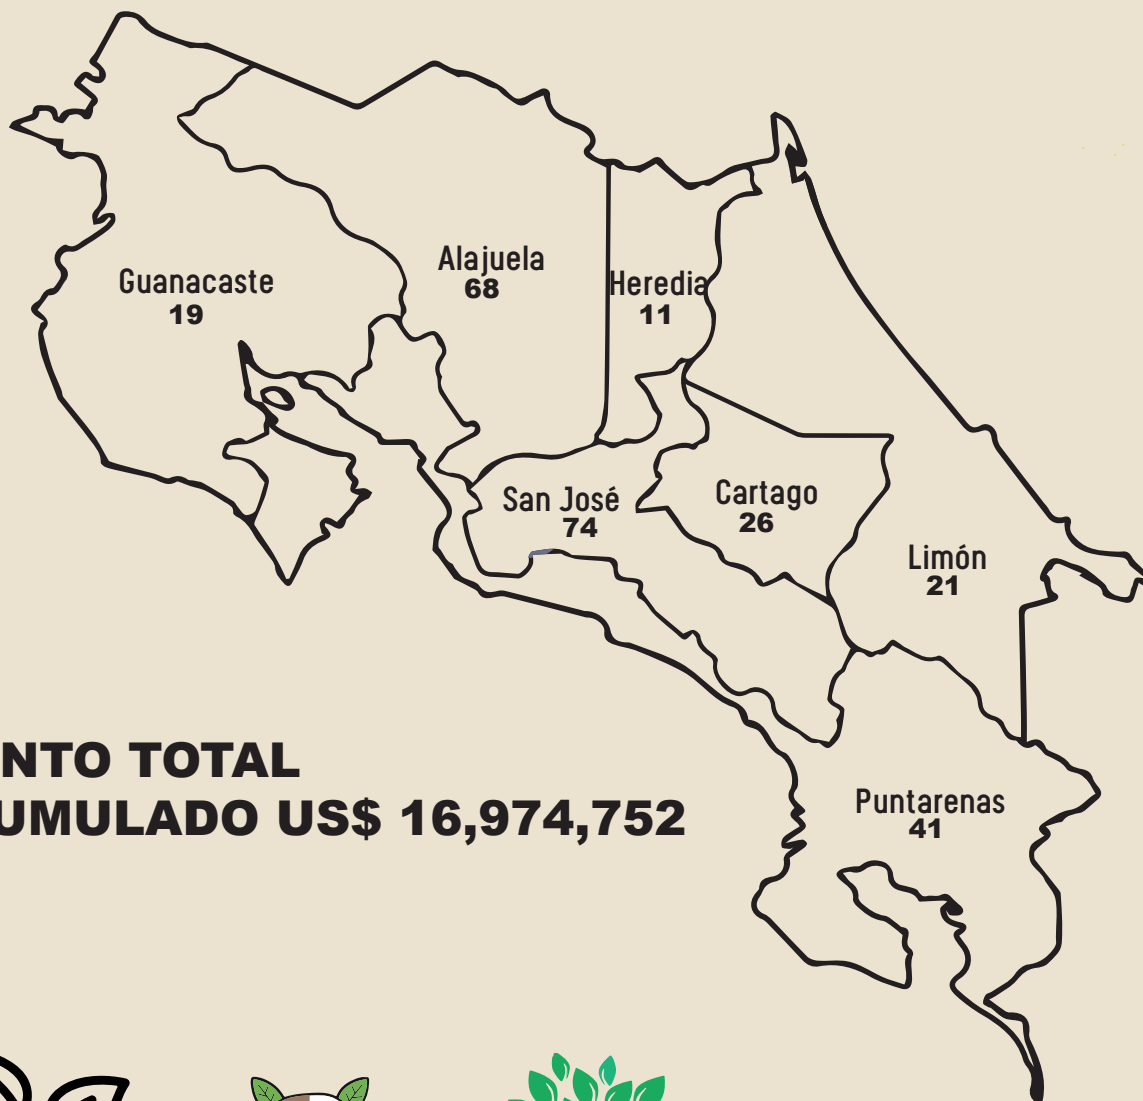 Alajuela
68
Guanacaste
19
Heredia
11
San José
74
Cartago
26
Limón
21
NTO TOTAL
UMULADO US$ 16,974,752
Puntarenas
41